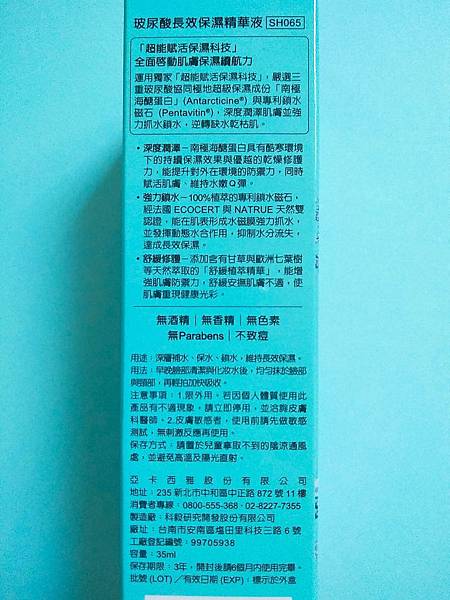 玻尿酸長效保濕精華液 SH065
「超能賦活保濕科技」
全面啓動肌膚保濕續航力
運用獨家「超能賦活保濕科技」，嚴選三
重玻尿酸協同極地超級保濕成份「南極
海醣蛋白」(Antarcticine®) 與專利鎖水
磁石 (Pentavitin®)，深度潤澤肌膚並強
力抓水鎖水，逆轉缺水乾枯肌。
•深度潤澤－南極海醣蛋白具有酷寒環境
下的持續保濕效果與優越的乾燥修護
力，能提升對外在環境的防禦力，同時
賦活肌膚、維持水嫩Ｑ彈。
•強力鎖水－100%植萃的專利鎖水磁石，
經法國 ECOCERT 與 NATRUE 天然雙
認證，能在肌表形成水磁膜強力抓水，
並發揮動態水合作用，抑制水分流失，
達成長效保濕。
•舒緩修護－添加含有甘草與歐洲七葉樹
等天然萃取的「舒緩植萃精華」，能增
強肌膚防禦力，舒緩安撫肌膚不適，使
肌膚重現健康光彩。
無酒精｜無香精｜無色素
無Parabens｜不致痘
用途：深層補水、保水、鎖水，維持長效保濕。
用法：早晚臉部清潔與化妝水後，均勻抹於臉部
與頸部，再輕拍加快吸收。
注意事項：1.限外用。若因個人體質使用此
產品有不適現象，請立即停用，並洽詢皮膚
科醫師。2.皮膚敏感者，使用前請先做敏感
測試，無刺激反應再使用。
保存方式：請置於兒童拿取不到的陰涼通風
處，並避免高溫及陽光直射。
亞卡西雅股份有限公司
地址：235 新北市中和區中正路 872 號 11 樓
消費者專線：0800-555-368 · 02-8227-7355
製造廠：科毅研究開發股份有限公司
廠址：台南市安南區塩田里科技三路 6 號
工廠登記編號：99705938
容量：35ml
保存期限：3年，開封後請6個月內使用完畢。
批號 (LOT) ／有效日期 (EXP)：標示於外盒